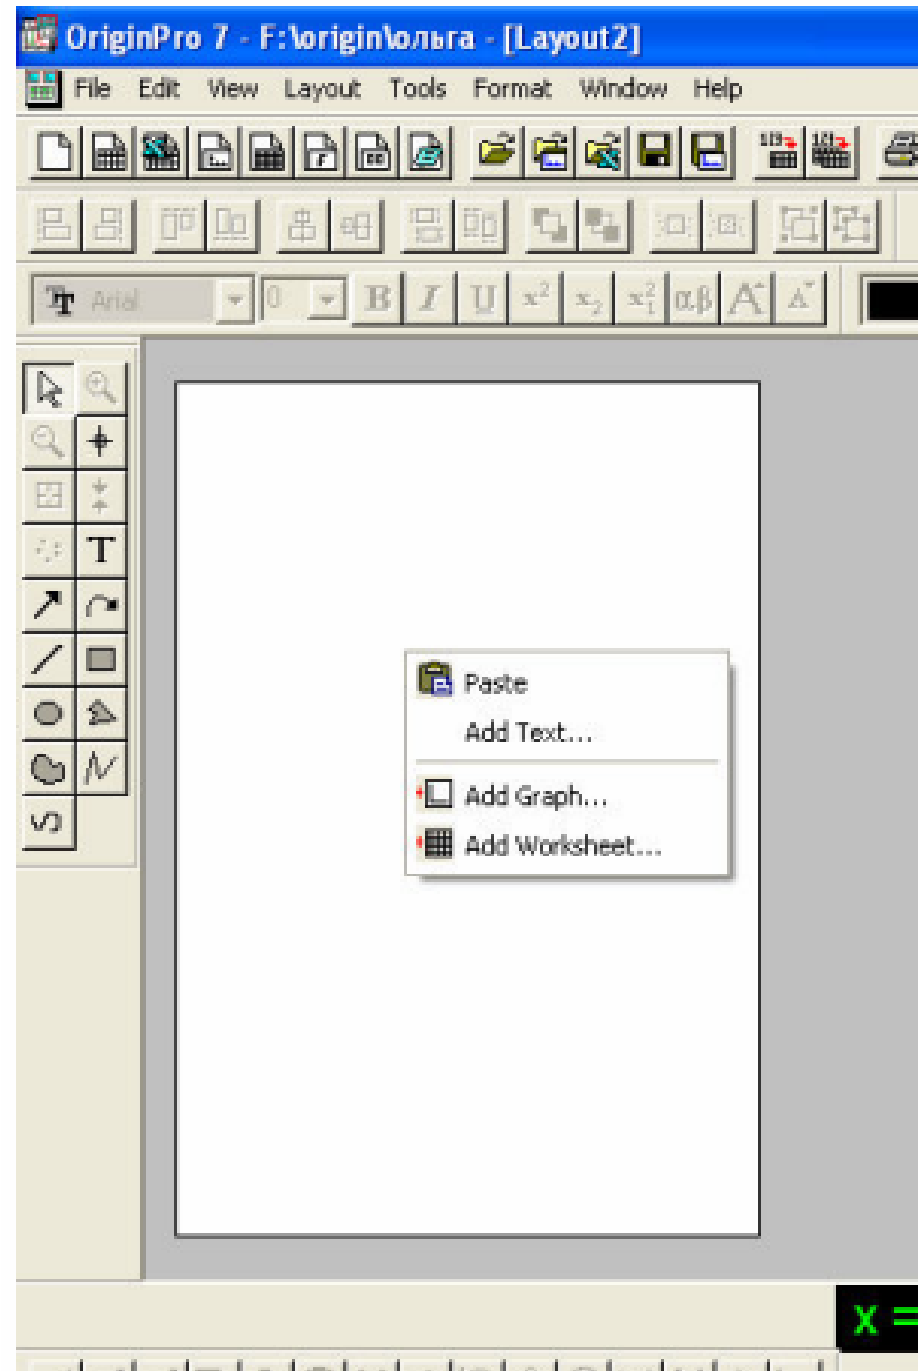 OriginPro 7 - F:\origin\ольга - [Layout2]
File Edit View Layout Tools Format Window Help
Arial 0 B I U x² x₂ x₁² αβ A A
T
Paste
Add Text...
Add Graph...
Add Worksheet...
x =